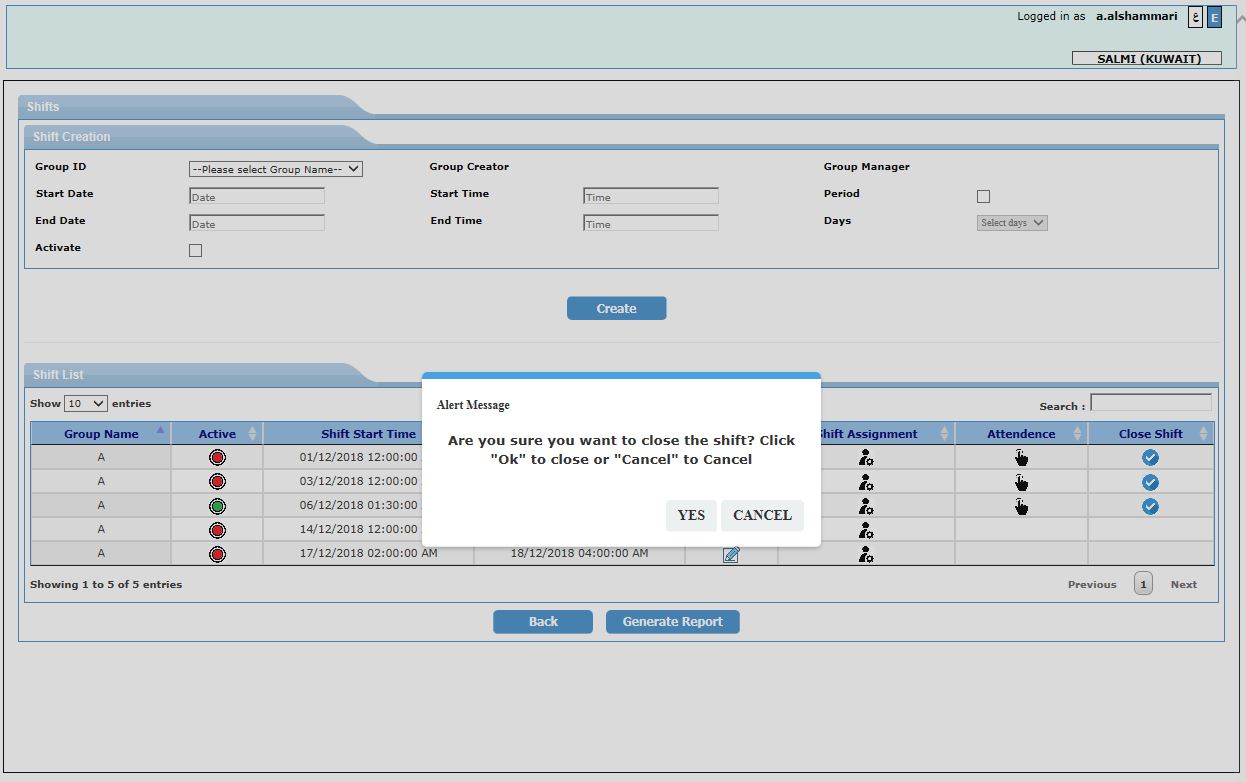 Logged in as a.alshammari ع E
SALMI (KUWAIT)
Shifts
Shift Creation
Group ID --Please select Group Name-- Group Creator Group Manager
Start Date Date Start Time Time Period
End Date Date End Time Time Days Select days
Activate
Create
Shift List
Show 10 entries Search :
Group Name Active Shift Start Time Shift Assignment Attendence Close Shift
A 01/12/2018 12:00:00
A 03/12/2018 12:00:00
A 06/12/2018 01:30:00
A 14/12/2018 12:00:00
A 17/12/2018 02:00:00 AM 18/12/2018 04:00:00 AM
Alert Message
Are you sure you want to close the shift? Click
"Ok" to close or "Cancel" to Cancel
YES CANCEL
Showing 1 to 5 of 5 entries Previous 1 Next
Back Generate Report